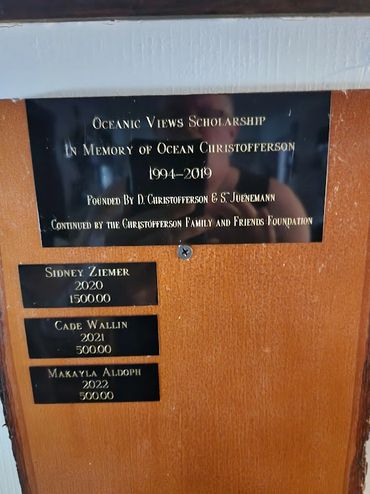 Oceanic Views Scholarship
In Memory of Ocean Christofferson
1994-2019
Founded By D. Christofferson & S. Juenemann
Continued by the Christofferson Family and Friends Foundation
Sidney Ziemer
2020
1500.00
Cade Wallin
2021
500.00
Makayla Aldoph
2022
500.00